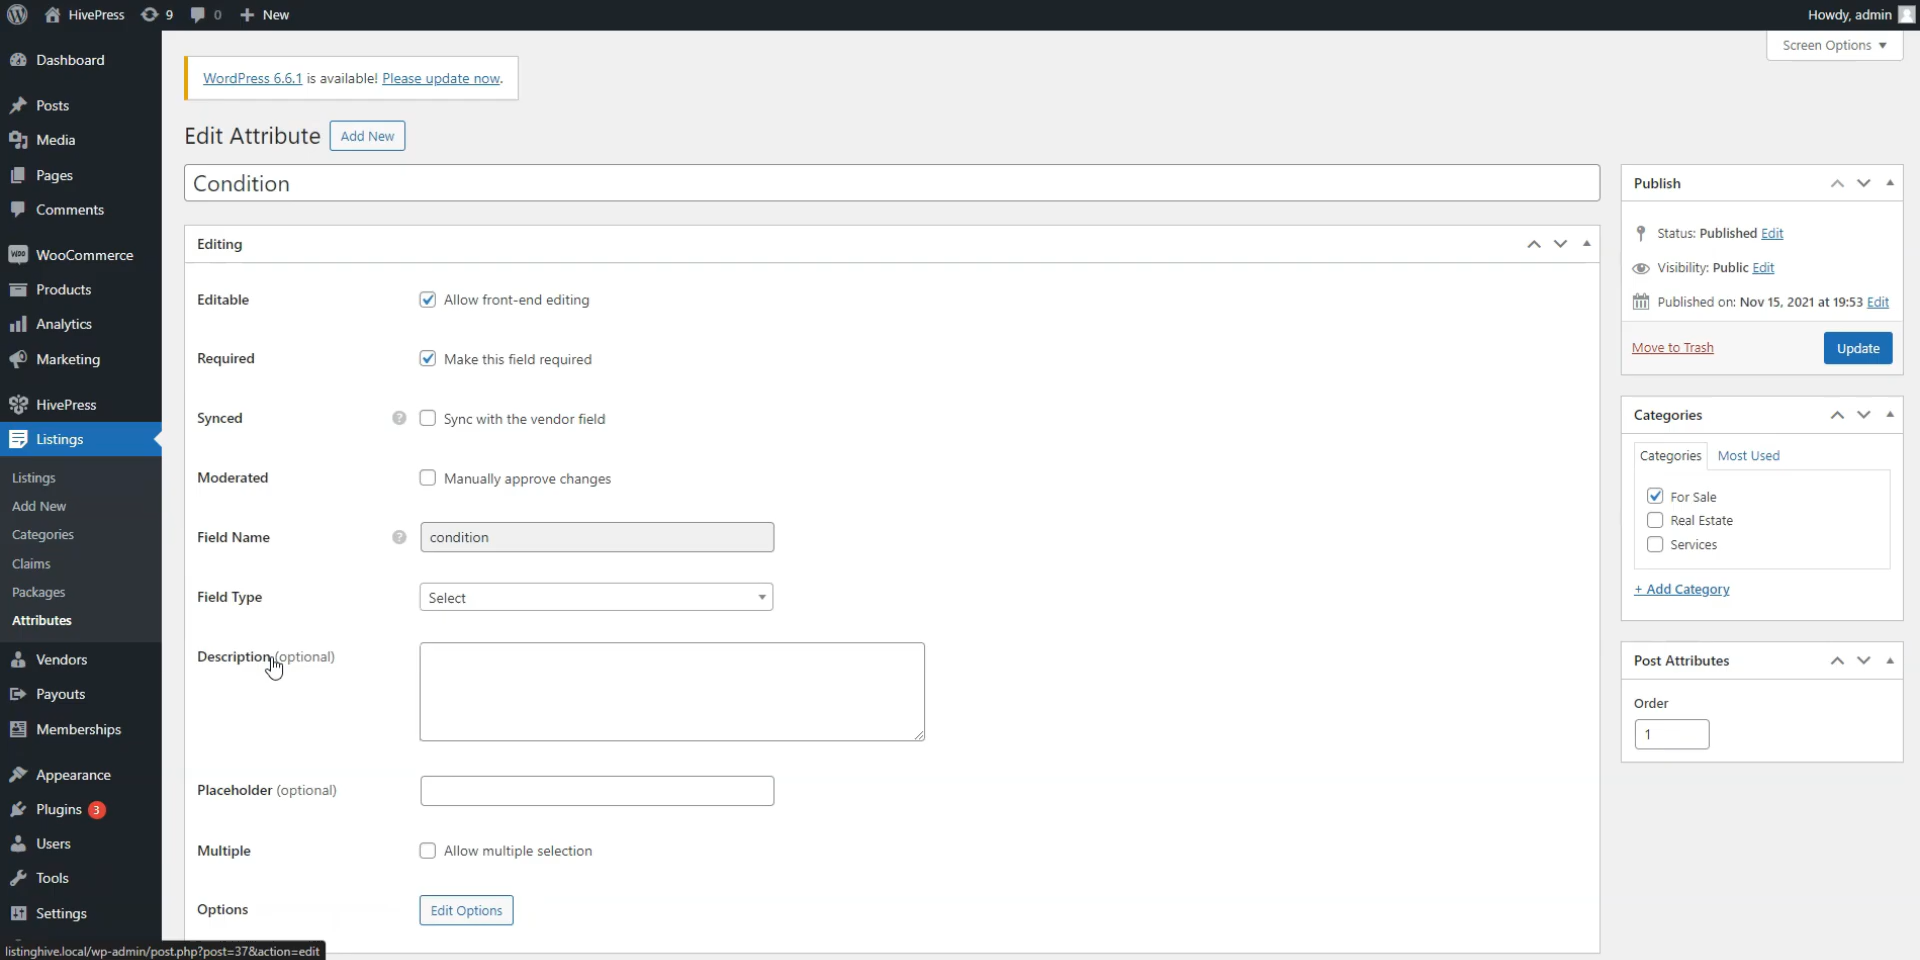 HivePress 9 0 New Howdy, admin
Screen Options
WordPress 6.6.1 is available! Please update now.
Dashboard
Posts
Media
Pages
Comments
WooCommerce
Products
Analytics
Marketing
HivePress
Listings
Listings
Add New
Categories
Claims
Packages
Attributes
Vendors
Payouts
Memberships
Appearance
Plugins 3
Users
Tools
Settings
Edit Attribute Add New
Condition
Editing
Editable Allow front-end editing
Required Make this field required
Synced ? Sync with the vendor field
Moderated Manually approve changes
Field Name ? condition
Field Type Select
Description (optional)
Placeholder (optional)
Multiple Allow multiple selection
Options Edit Options
Publish
Status: Published Edit
Visibility: Public Edit
Published on: Nov 15, 2021 at 19:53 Edit
Move to Trash Update
Categories
Categories Most Used
For Sale
Real Estate
Services
+ Add Category
Post Attributes
Order
1
listinghive.local/wp-admin/post.php?post=37&action=edit